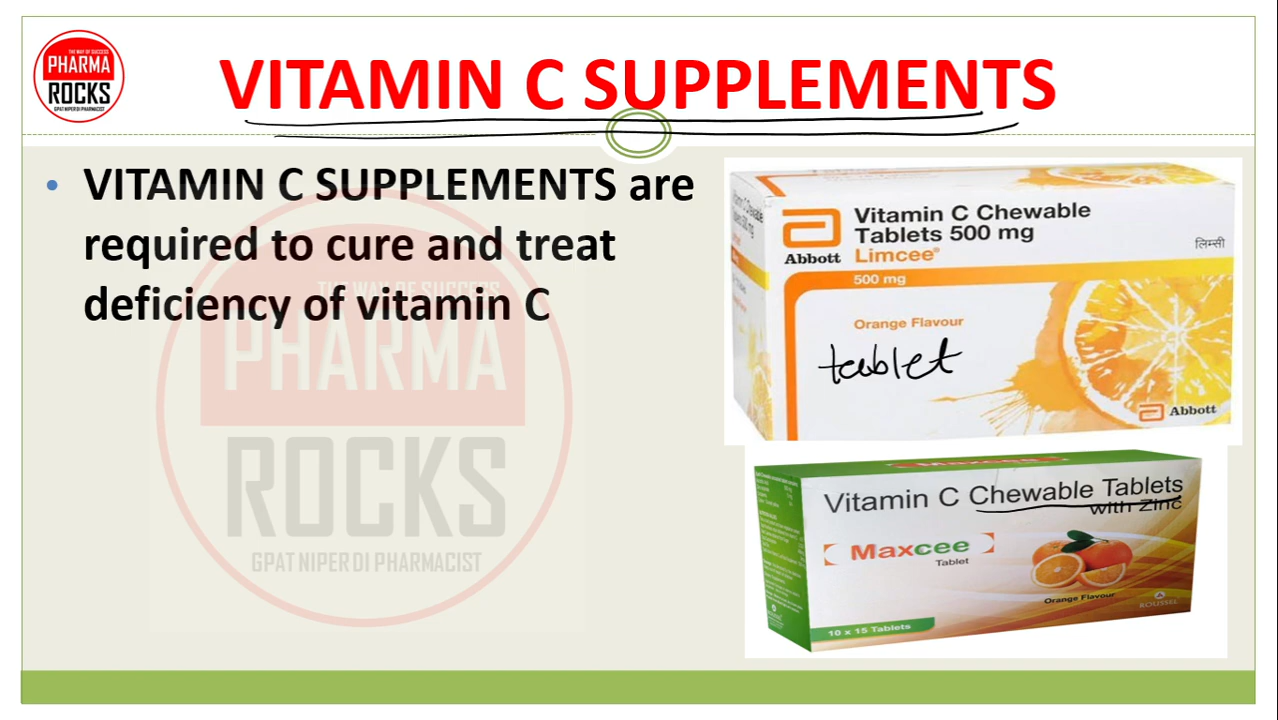 THE WAY OF SUCCESS
PHARMA
ROCKS
GPAT NIPER DI PHARMACIST
VITAMIN C SUPPLEMENTS
• VITAMIN C SUPPLEMENTS are
required to cure and treat
deficiency of vitamin C
THE WAY OF SUCCESS
PHARMA
ROCKS
GPAT NIPER DI PHARMACIST
Vitamin C Chewable
Tablets 500 mg
Abbott
Limcee®
लिम्सी
500 mg
Orange Flavour
tablet
Abbott
Maxcee
Vitamin C Chewable Tablets
with Zinc
Maxcee
Tablet
Orange Flavour
ROUSSEL
10 x 15 Tablets